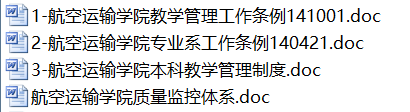 1-航空运输学院教学管理工作条例141001.doc
2-航空运输学院专业系工作条例140421.doc
3-航空运输学院本科教学管理制度.doc
航空运输学院质量监控体系.doc